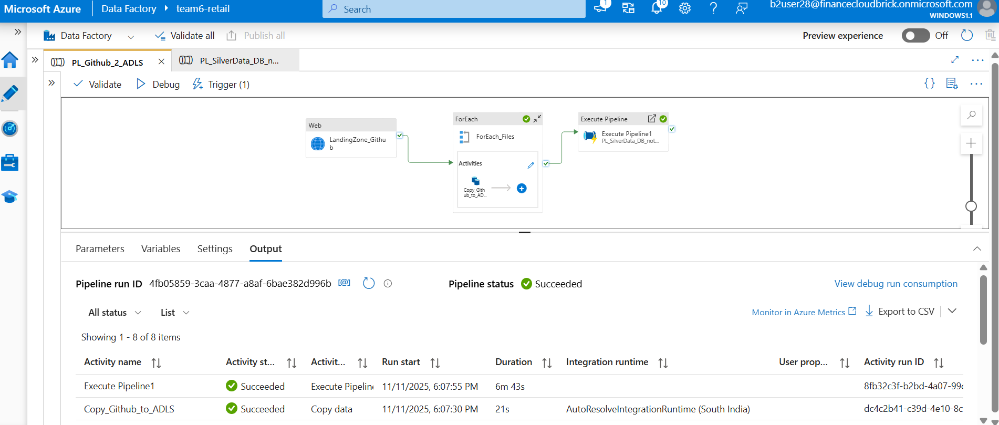 Microsoft Azure
Data Factory
team6-retail
Search
1
10
b2user28@financecloudbrick.onmicrosoft.com
WINDOWS1.1
Data Factory
Validate all
Publish all
Preview experience
Off
PL_Github_2_ADLS
PL_SilverData_DB_n...
Validate
Debug
Trigger (1)
Web
LandingZone_Githu
b
ForEach
ForEach_Files
Activities
Copy_Gith
ub_to_AD...
Execute Pipeline
Execute Pipeline1
PL_SilverData_DB_not...
Parameters
Variables
Settings
Output
Pipeline run ID
4fb05859-3caa-4877-a8af-6bae382d996b
Pipeline status
Succeeded
View debug run consumption
All status
List
Monitor in Azure Metrics
Export to CSV
Showing 1 - 8 of 8 items
Activity name
Activity st...
Activit...
Run start
Duration
Integration runtime
User prop...
Activity run ID
Execute Pipeline1
Succeeded
Execute Pipeline
11/11/2025, 6:07:55 PM
6m 43s
8fb32c3f-b2bd-4a07-99c
Copy_Github_to_ADLS
Succeeded
Copy data
11/11/2025, 6:07:30 PM
21s
AutoResolveIntegrationRuntime (South India)
dc4c2b41-c39d-4e10-8c